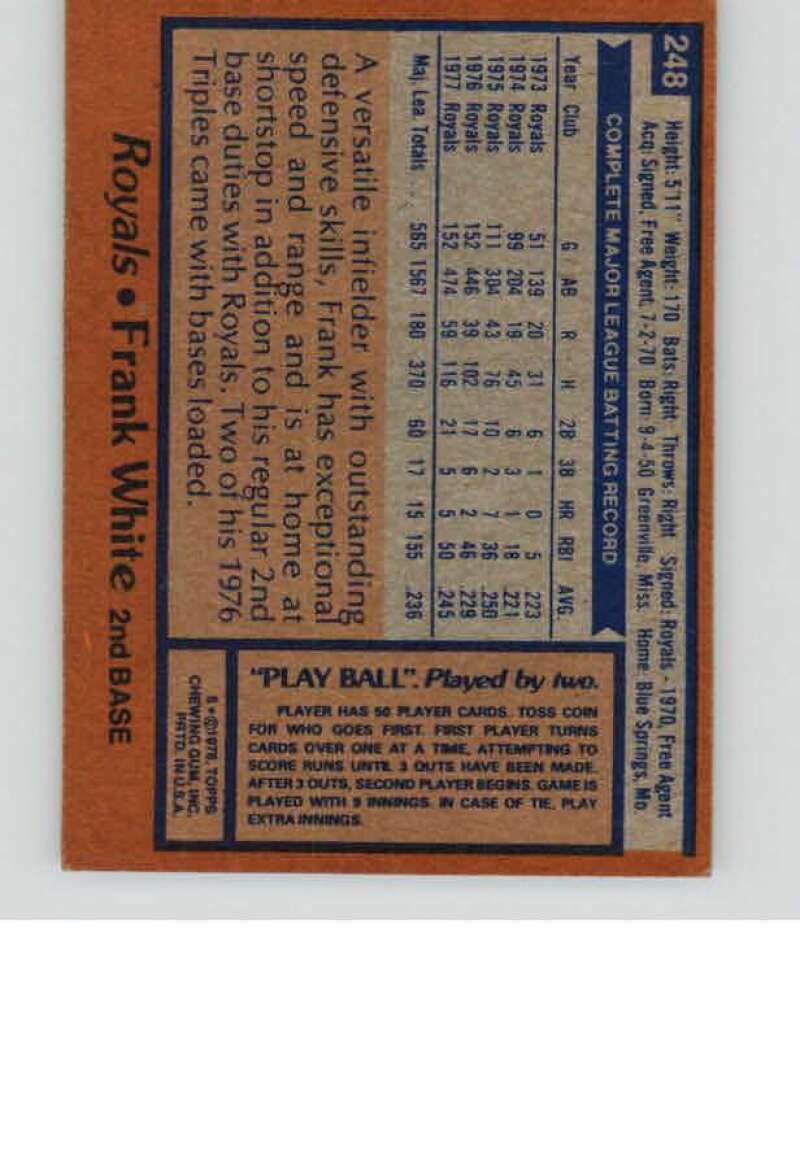 248
Height: 5'11" Weight: 170 Bats: Right Throws: Right Signed: Royals - 1970, Free Agent
Acq: Signed, Free Agent, 7-2-70 Born: 9-4-50 Greenville, Miss. Home: Blue Springs, Mo.
COMPLETE MAJOR LEAGUE BATTING RECORD
Year Club G AB R H 2B 3B HR RBI AVG.
1973 Royals 51 139 20 31 6 1 0 5 .223
1974 Royals 99 204 19 45 6 3 1 18 .221
1975 Royals 111 304 43 76 10 2 7 36 .250
1976 Royals 152 446 39 102 17 6 2 46 .229
1977 Royals 152 474 59 116 21 5 5 50 .245
Maj. Lea. Totals ... 565 1567 180 370 60 17 15 155 .236
A versatile infielder with outstanding
defensive skills, Frank has exceptional
speed and range and is at home at
shortstop in addition to his regular 2nd
base duties with Royals. Two of his 1976
Triples came with bases loaded.
Royals • Frank White 2nd BASE
"PLAY BALL". Played by two.
PLAYER HAS 50 PLAYER CARDS. TOSS COIN
FOR WHO GOES FIRST. FIRST PLAYER TURNS
CARDS OVER ONE AT A TIME, ATTEMPTING TO
SCORE RUNS UNTIL 3 OUTS HAVE BEEN MADE.
AFTER 3 OUTS, SECOND PLAYER BEGINS. GAME IS
PLAYED WITH 9 INNINGS. IN CASE OF TIE, PLAY
EXTRA INNINGS.
©1978, TOPPS
CHEWING GUM, INC.
PRTD. IN U.S.A.